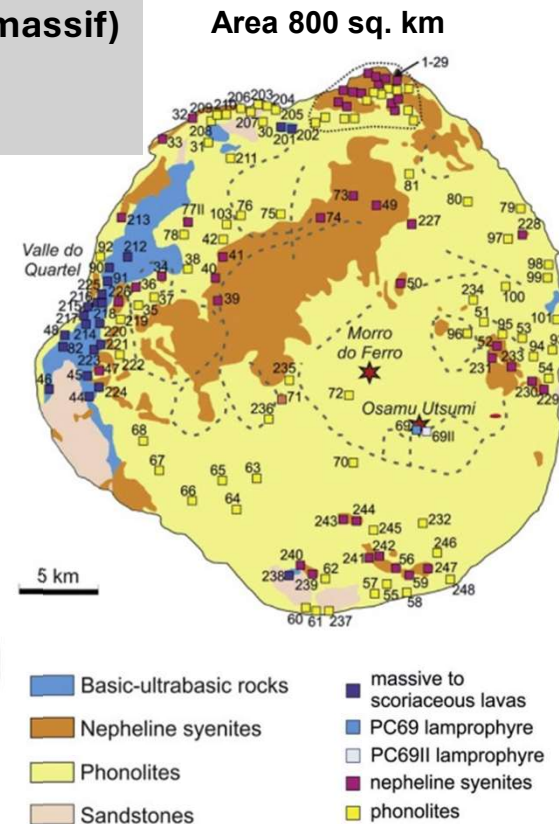 massif)
Area 800 sq. km
1-29
206 203
209 210 204
32 205
208 207 30 202
33 31 201
211
81
73
77II 76 49 80
213 103 75 74 79
78 227 228
Valle do
Quartel
92 212 42 97
90 38 41 98
91 34 40 99
225 36 50
216 226 37 39 234 100
215 35 51 101
217 218 219
48 214 220 Morro
do Ferro 96 95 53
82 221 52 94
222 235 231 233 54
46 45 47 71 72 230
44 224 236 Osamu Utsumi 229
69 69II
68
67 65 63 70
66 64
244
243 245 232
5 km 240 241 242 56 246
238 62 247
239 57 59 248
55 58
60 61 237
Basic-ultrabasic rocks
Nepheline syenites
Phonolites
Sandstones
massive to
scoriaceous lavas
PC69 lamprophyre
PC69II lamprophyre
nepheline syenites
phonolites